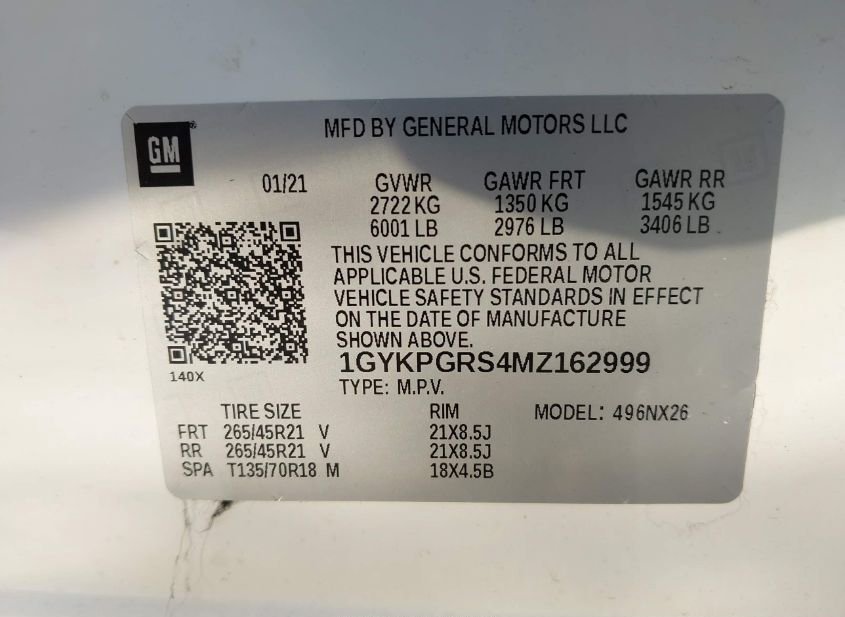 GM
MFD BY GENERAL MOTORS LLC
01/21 GVWR GAWR FRT GAWR RR
2722 KG 1350 KG 1545 KG
6001 LB 2976 LB 3406 LB
THIS VEHICLE CONFORMS TO ALL
APPLICABLE U.S. FEDERAL MOTOR
VEHICLE SAFETY STANDARDS IN EFFECT
ON THE DATE OF MANUFACTURE
SHOWN ABOVE.
1GYKPGRS4MZ162999
140X
TYPE: M.P.V.
TIRE SIZE RIM MODEL: 496NX26
FRT 265/45R21 V 21X8.5J
RR 265/45R21 V 21X8.5J
SPA T135/70R18 M 18X4.5B